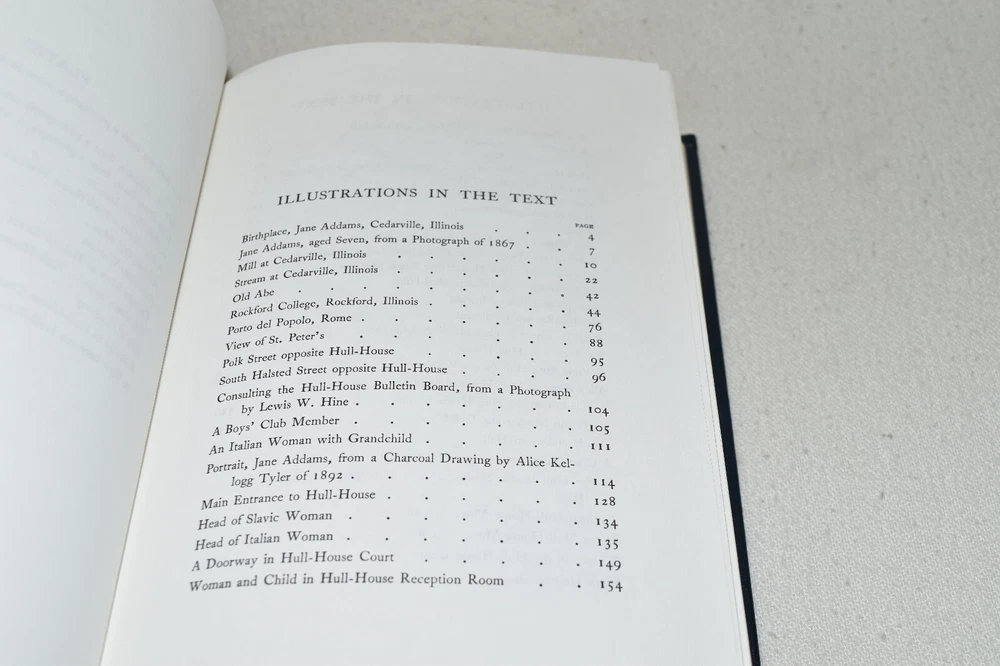 ILLUSTRATIONS IN THE TEXT
PAGE
Birthplace, Jane Addams, Cedarville, Illinois . . . 4
Jane Addams, aged Seven, from a Photograph of 1867 . . 7
Mill at Cedarville, Illinois . . . . . 10
Stream at Cedarville, Illinois . . . . . 22
Old Abe . . . . . . . 42
Rockford College, Rockford, Illinois . . . . 44
Porto del Popolo, Rome . . . . . . 76
View of St. Peter's . . . . . . 88
Polk Street opposite Hull-House . . . . 95
South Halsted Street opposite Hull-House . . . 96
Consulting the Hull-House Bulletin Board, from a Photograph
by Lewis W. Hine . . . . . . 104
A Boys' Club Member . . . . . . 105
An Italian Woman with Grandchild . . . . 111
Portrait, Jane Addams, from a Charcoal Drawing by Alice Kel-
logg Tyler of 1892 . . . . . . 114
Main Entrance to Hull-House . . . . . 128
Head of Slavic Woman . . . . . . 134
Head of Italian Woman . . . . . . 135
A Doorway in Hull-House Court . . . . . 149
Woman and Child in Hull-House Reception Room . . 154